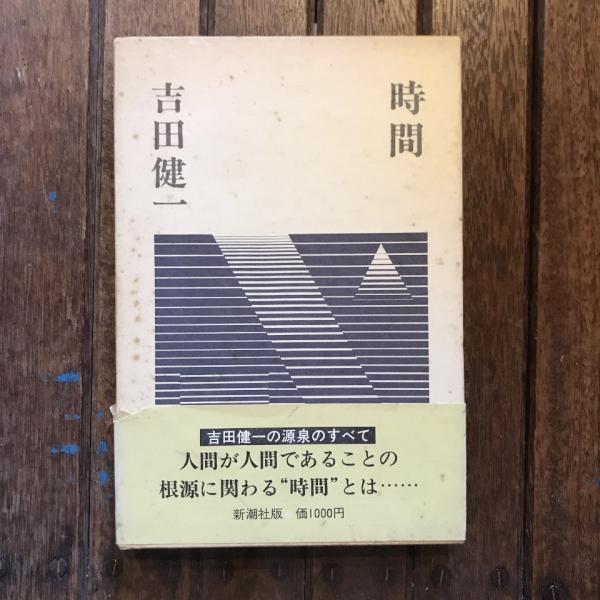 時間
吉田健一
吉田健一の源泉のすべて
人間が人間であることの
根源に関わる“時間”とは……
新潮社版 価1000円